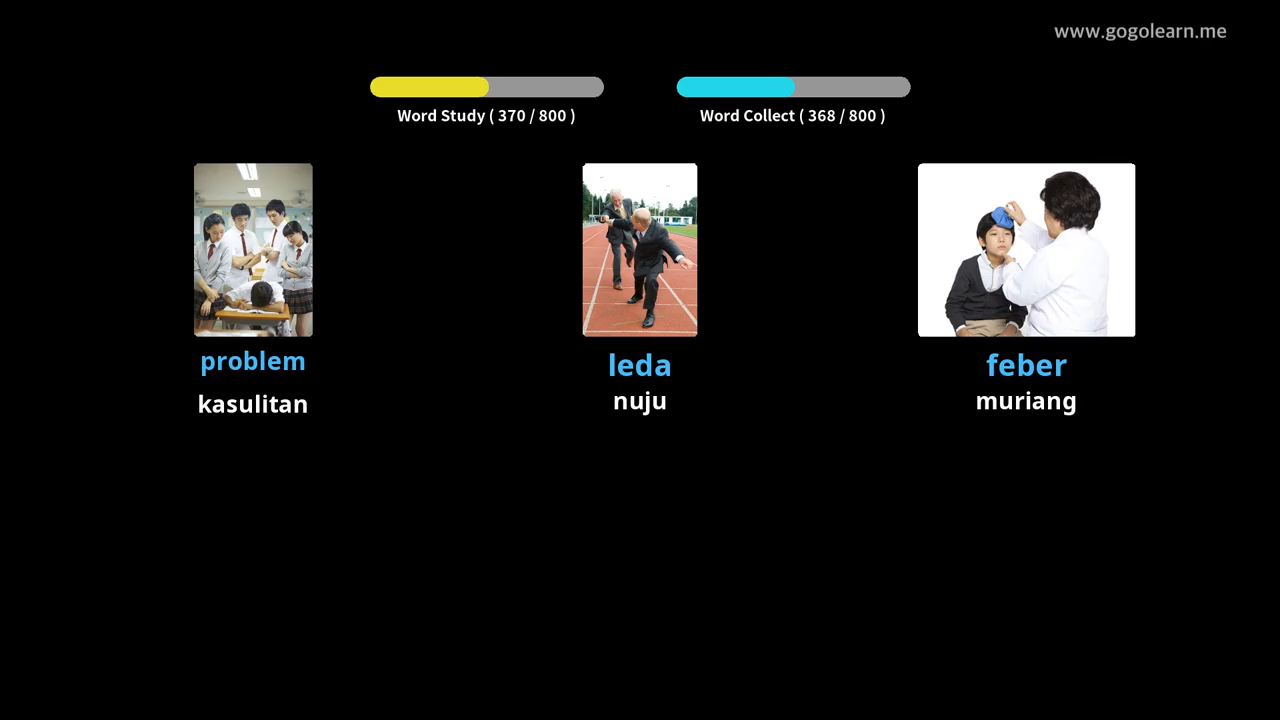 www.gogolearn.me
Word Study ( 370 / 800 )
Word Collect ( 368 / 800 )
problem
kasulitan
leda
nuju
feber
muriang